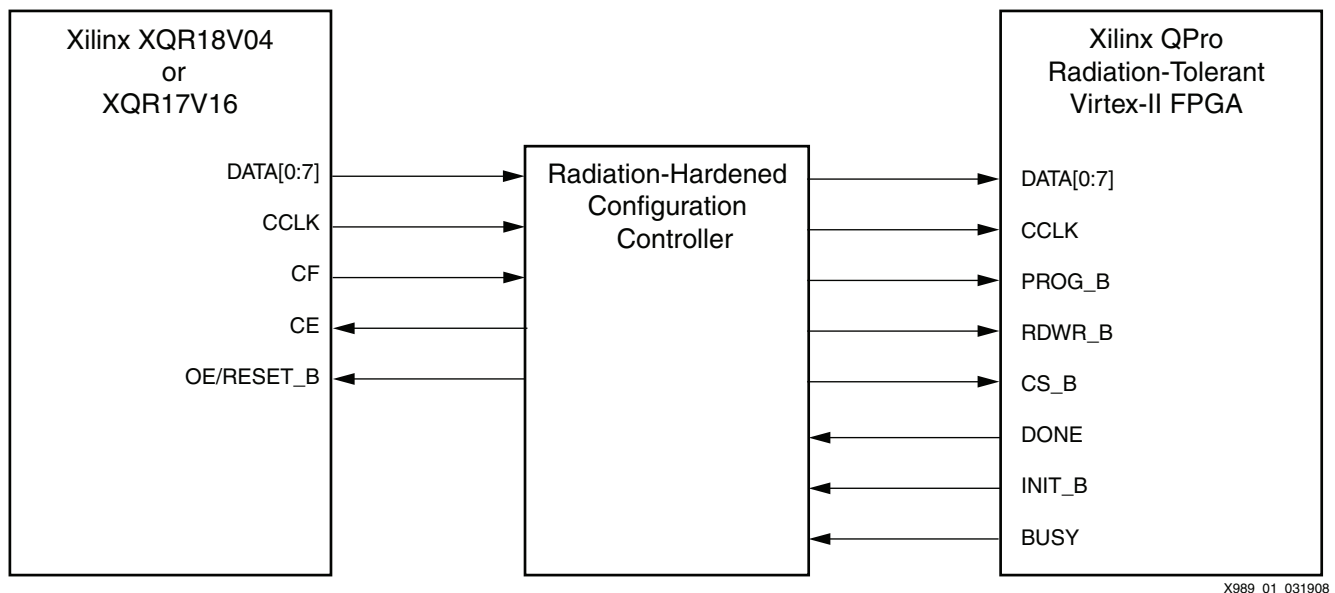 Xilinx XQR18V04
or
XQR17V16
DATA[0:7]
CCLK
CF
CE
OE/RESET_B
Radiation-Hardened
Configuration
Controller
Xilinx QPro
Radiation-Tolerant
Virtex-II FPGA
DATA[0:7]
CCLK
PROG_B
RDWR_B
CS_B
DONE
INIT_B
BUSY
X989_01_031908